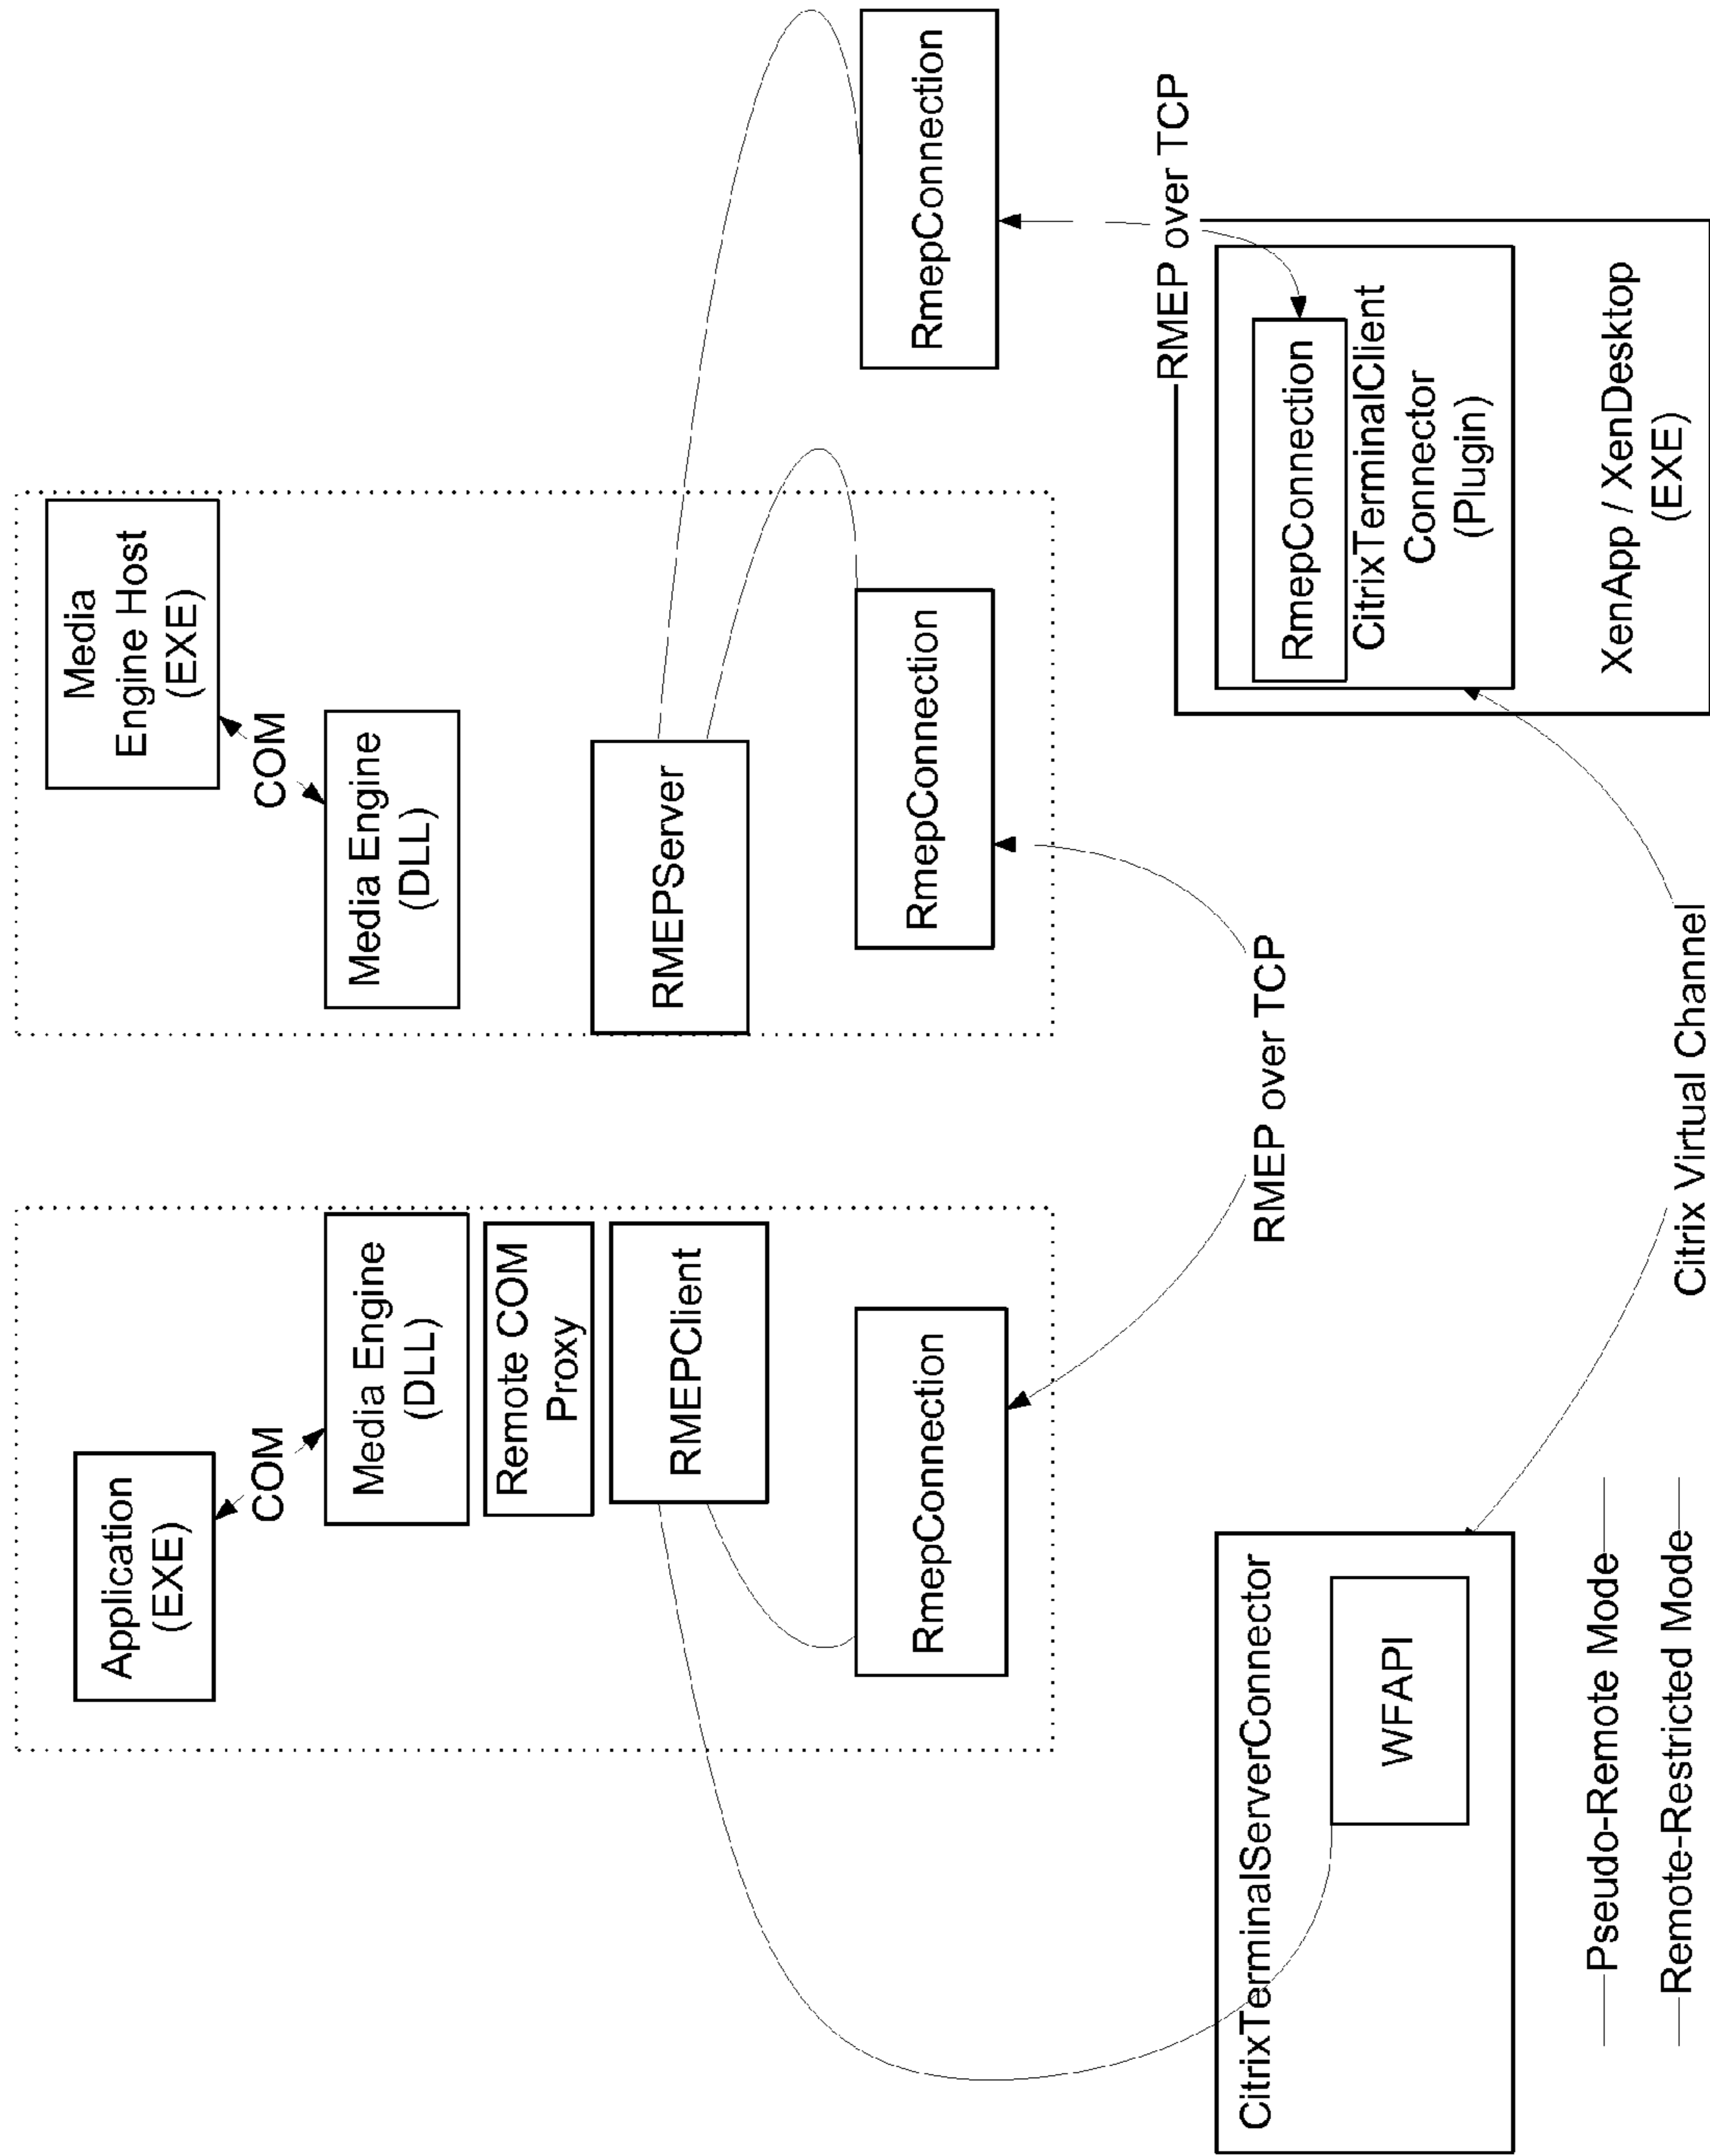 Application
(EXE)
COM
Media Engine
(DLL)
Remote COM
Proxy
RMEPClient
RmepConnection
Media
Engine Host
(EXE)
COM
Media Engine
(DLL)
RMEPServer
RmepConnection
RmepConnection
RMEP over TCP
RMEP over TCP
CitrixTerminalServerConnector
WFAPI
RmepConnection
CitrixTerminalClient
Connector
(Plugin)
XenApp / XenDesktop
(EXE)
Citrix Virtual Channel
Pseudo-Remote Mode
Remote-Restricted Mode